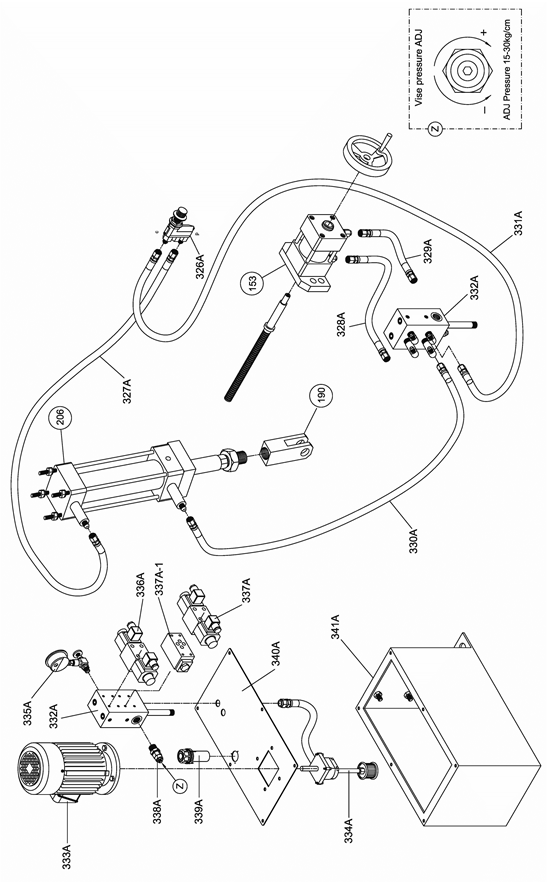 Vise pressure ADJ
+
−
ADJ Pressure 15-30kg/cm
Z
331A
326A
329A
153
332A
328A
327A
190
206
330A
336A
337A-1
337A
340A
341A
335A
332A
338A
Z
339A
334A
333A